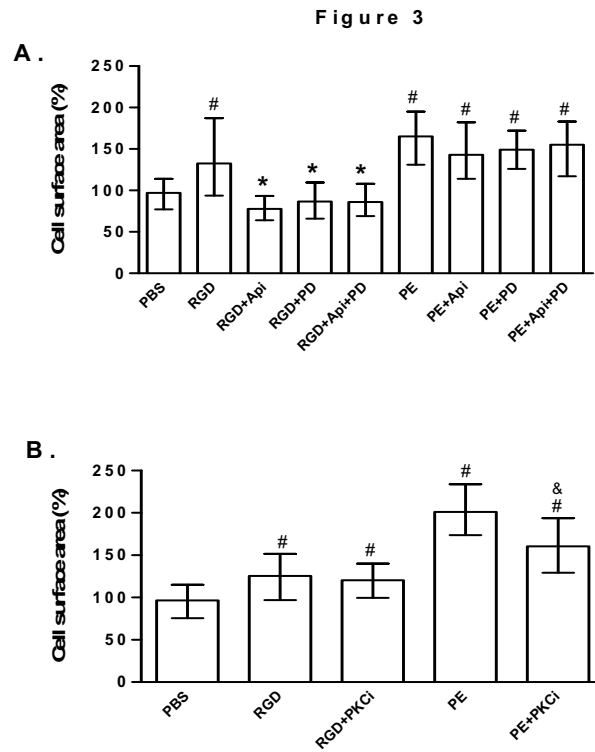 Figure 3
A.
Cell surface area (%)
250
200
150
100
50
0
#
*
*
*
#
#
#
#
PBS
RGD
RGD+Api
RGD+PD
RGD+Api+PD
PE
PE+Api
PE+PD
PE+Api+PD
B.
Cell surface area (%)
250
200
150
100
50
0
#
#
#
&
#
PBS
RGD
RGD+PKCi
PE
PE+PKCi